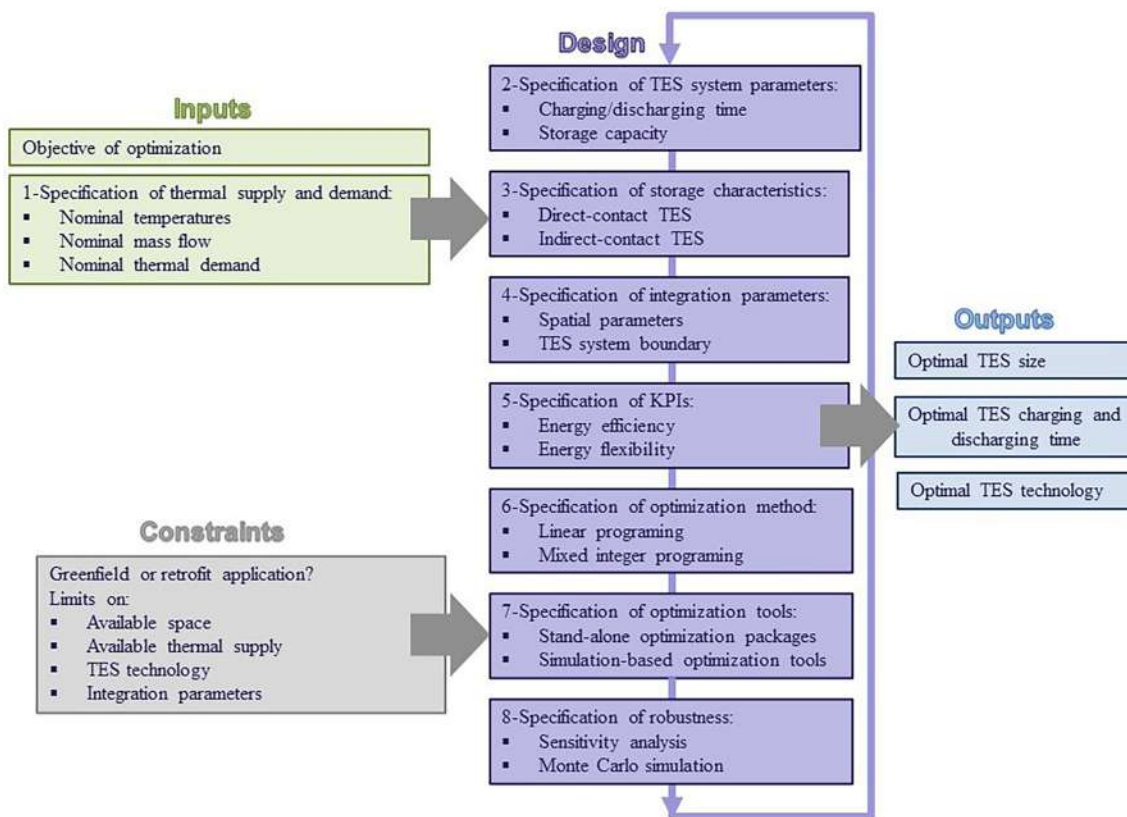 Inputs
Objective of optimization
1-Specification of thermal supply and demand:
▪ Nominal temperatures
▪ Nominal mass flow
▪ Nominal thermal demand
Constraints
Greenfield or retrofit application?
Limits on:
▪ Available space
▪ Available thermal supply
▪ TES technology
▪ Integration parameters
Design
2-Specification of TES system parameters:
▪ Charging/discharging time
▪ Storage capacity
3-Specification of storage characteristics:
▪ Direct-contact TES
▪ Indirect-contact TES
4-Specification of integration parameters:
▪ Spatial parameters
▪ TES system boundary
5-Specification of KPIs:
▪ Energy efficiency
▪ Energy flexibility
6-Specification of optimization method:
▪ Linear programing
▪ Mixed integer programing
7-Specification of optimization tools:
▪ Stand-alone optimization packages
▪ Simulation-based optimization tools
8-Specification of robustness:
▪ Sensitivity analysis
▪ Monte Carlo simulation
Outputs
Optimal TES size
Optimal TES charging and
discharging time
Optimal TES technology